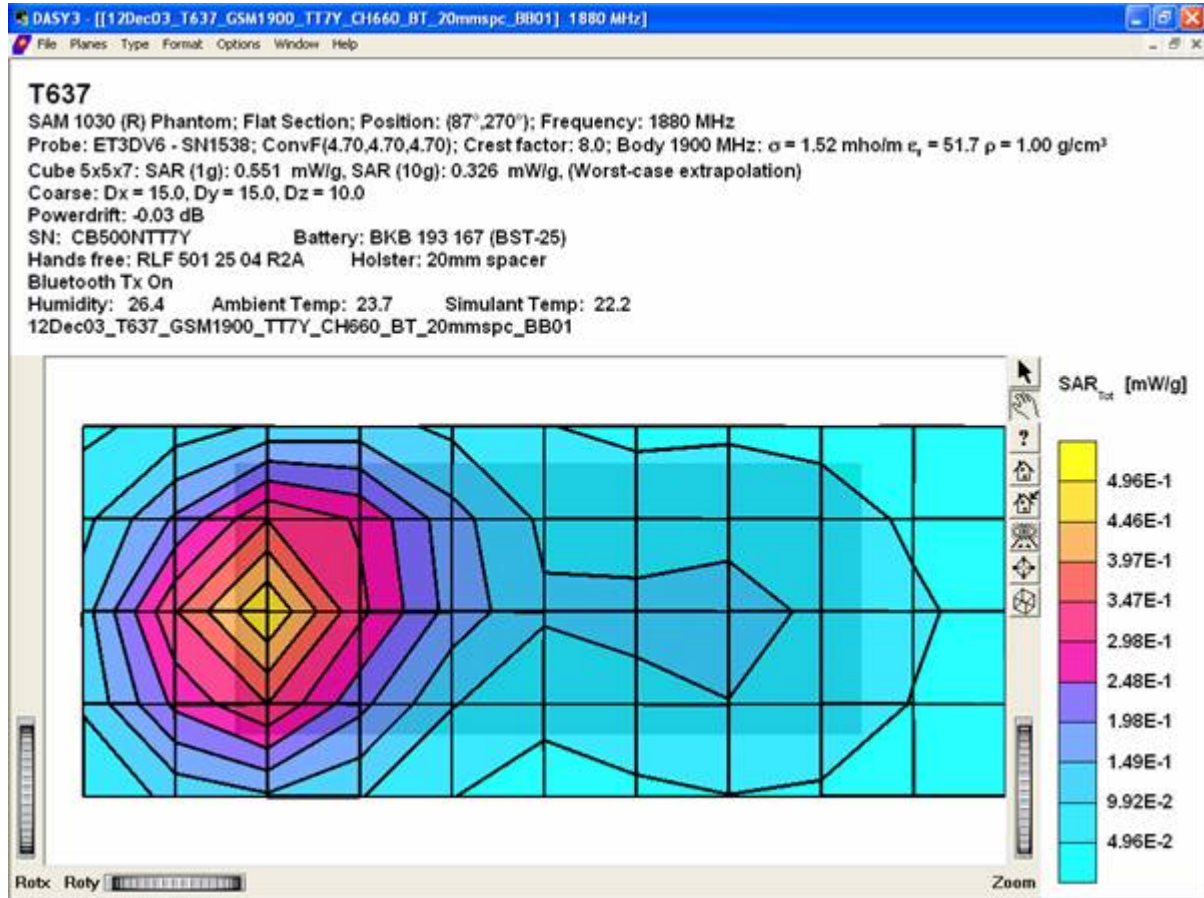 DASY3 - [[12Dec03_T637_GSM1900_TT7Y_CH660_BT_20mmspc_BB01] 1880 MHz]
File Planes Type Format Options Window Help
T637
SAM 1030 (R) Phantom; Flat Section; Position: (87°,270°); Frequency: 1880 MHz
Probe: ET3DV6 - SN1538; ConvF(4.70,4.70,4.70); Crest factor: 8.0; Body 1900 MHz: σ = 1.52 mho/m εr = 51.7 ρ = 1.00 g/cm³
Cube 5x5x7: SAR (1g): 0.551 mW/g, SAR (10g): 0.326 mW/g, (Worst-case extrapolation)
Coarse: Dx = 15.0, Dy = 15.0, Dz = 10.0
Powerdrift: -0.03 dB
SN: CB500NTT7Y Battery: BKB 193 167 (BST-25)
Hands free: RLF 501 25 04 R2A Holster: 20mm spacer
Bluetooth Tx On
Humidity: 26.4 Ambient Temp: 23.7 Simulant Temp: 22.2
12Dec03_T637_GSM1900_TT7Y_CH660_BT_20mmspc_BB01
SARTot [mW/g]
?
4.96E-1
4.46E-1
3.97E-1
3.47E-1
2.98E-1
2.48E-1
1.98E-1
1.49E-1
9.92E-2
4.96E-2
Rotx Roty Zoom